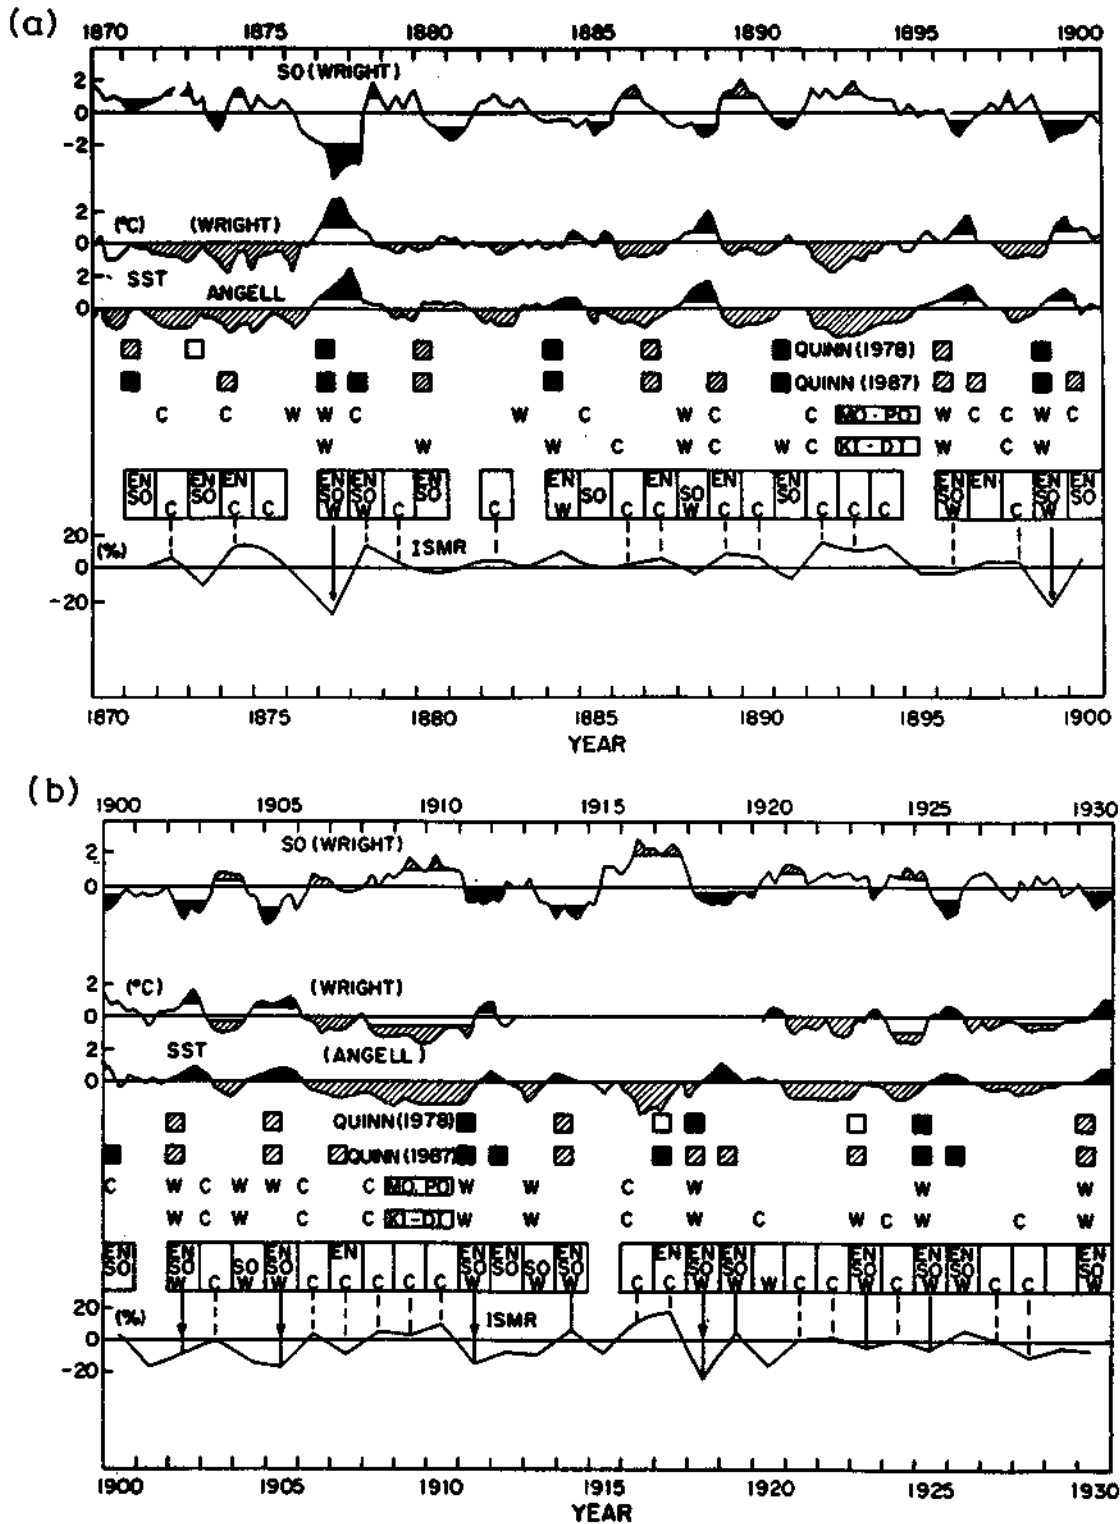 (a)
1870 1875 1880 1885 1890 1895 1900
SO (WRIGHT)
2
0
-2
(°C) (WRIGHT)
2
0
SST ANGELL
2
0
QUINN (1978)
QUINN (1987)
C C W W C W C W C C MO - PO W C C W C
W W W C W C W C KI - DI W C W
EN SO C EN SO EN C C EN SO W EN SO W C EN SO C EN W SO C EN C SO W EN C C EN SO C C C EN SO W EN C EN SO W EN SO
20
(%) ISMR
0
-20
1870 1875 1880 1885 1890 1895 1900
YEAR
(b)
1900 1905 1910 1915 1920 1925 1930
SO (WRIGHT)
2
0
(°C) (WRIGHT)
2
0
SST (ANGELL)
2
0
QUINN (1978)
QUINN (1987)
C W C W W C C MO, PO W W C W W W
W C W C C KI - DI W W C W C W C W C W
EN SO EN SO W C SO W EN SO W C EN C C C C EN SO W EN SO SO W EN SO W C EN C EN SO W EN SO W W C C EN SO W C EN SO W EN SO W C C EN SO W
20
(%) ISMR
0
-20
1900 1905 1910 1915 1920 1925 1930
YEAR